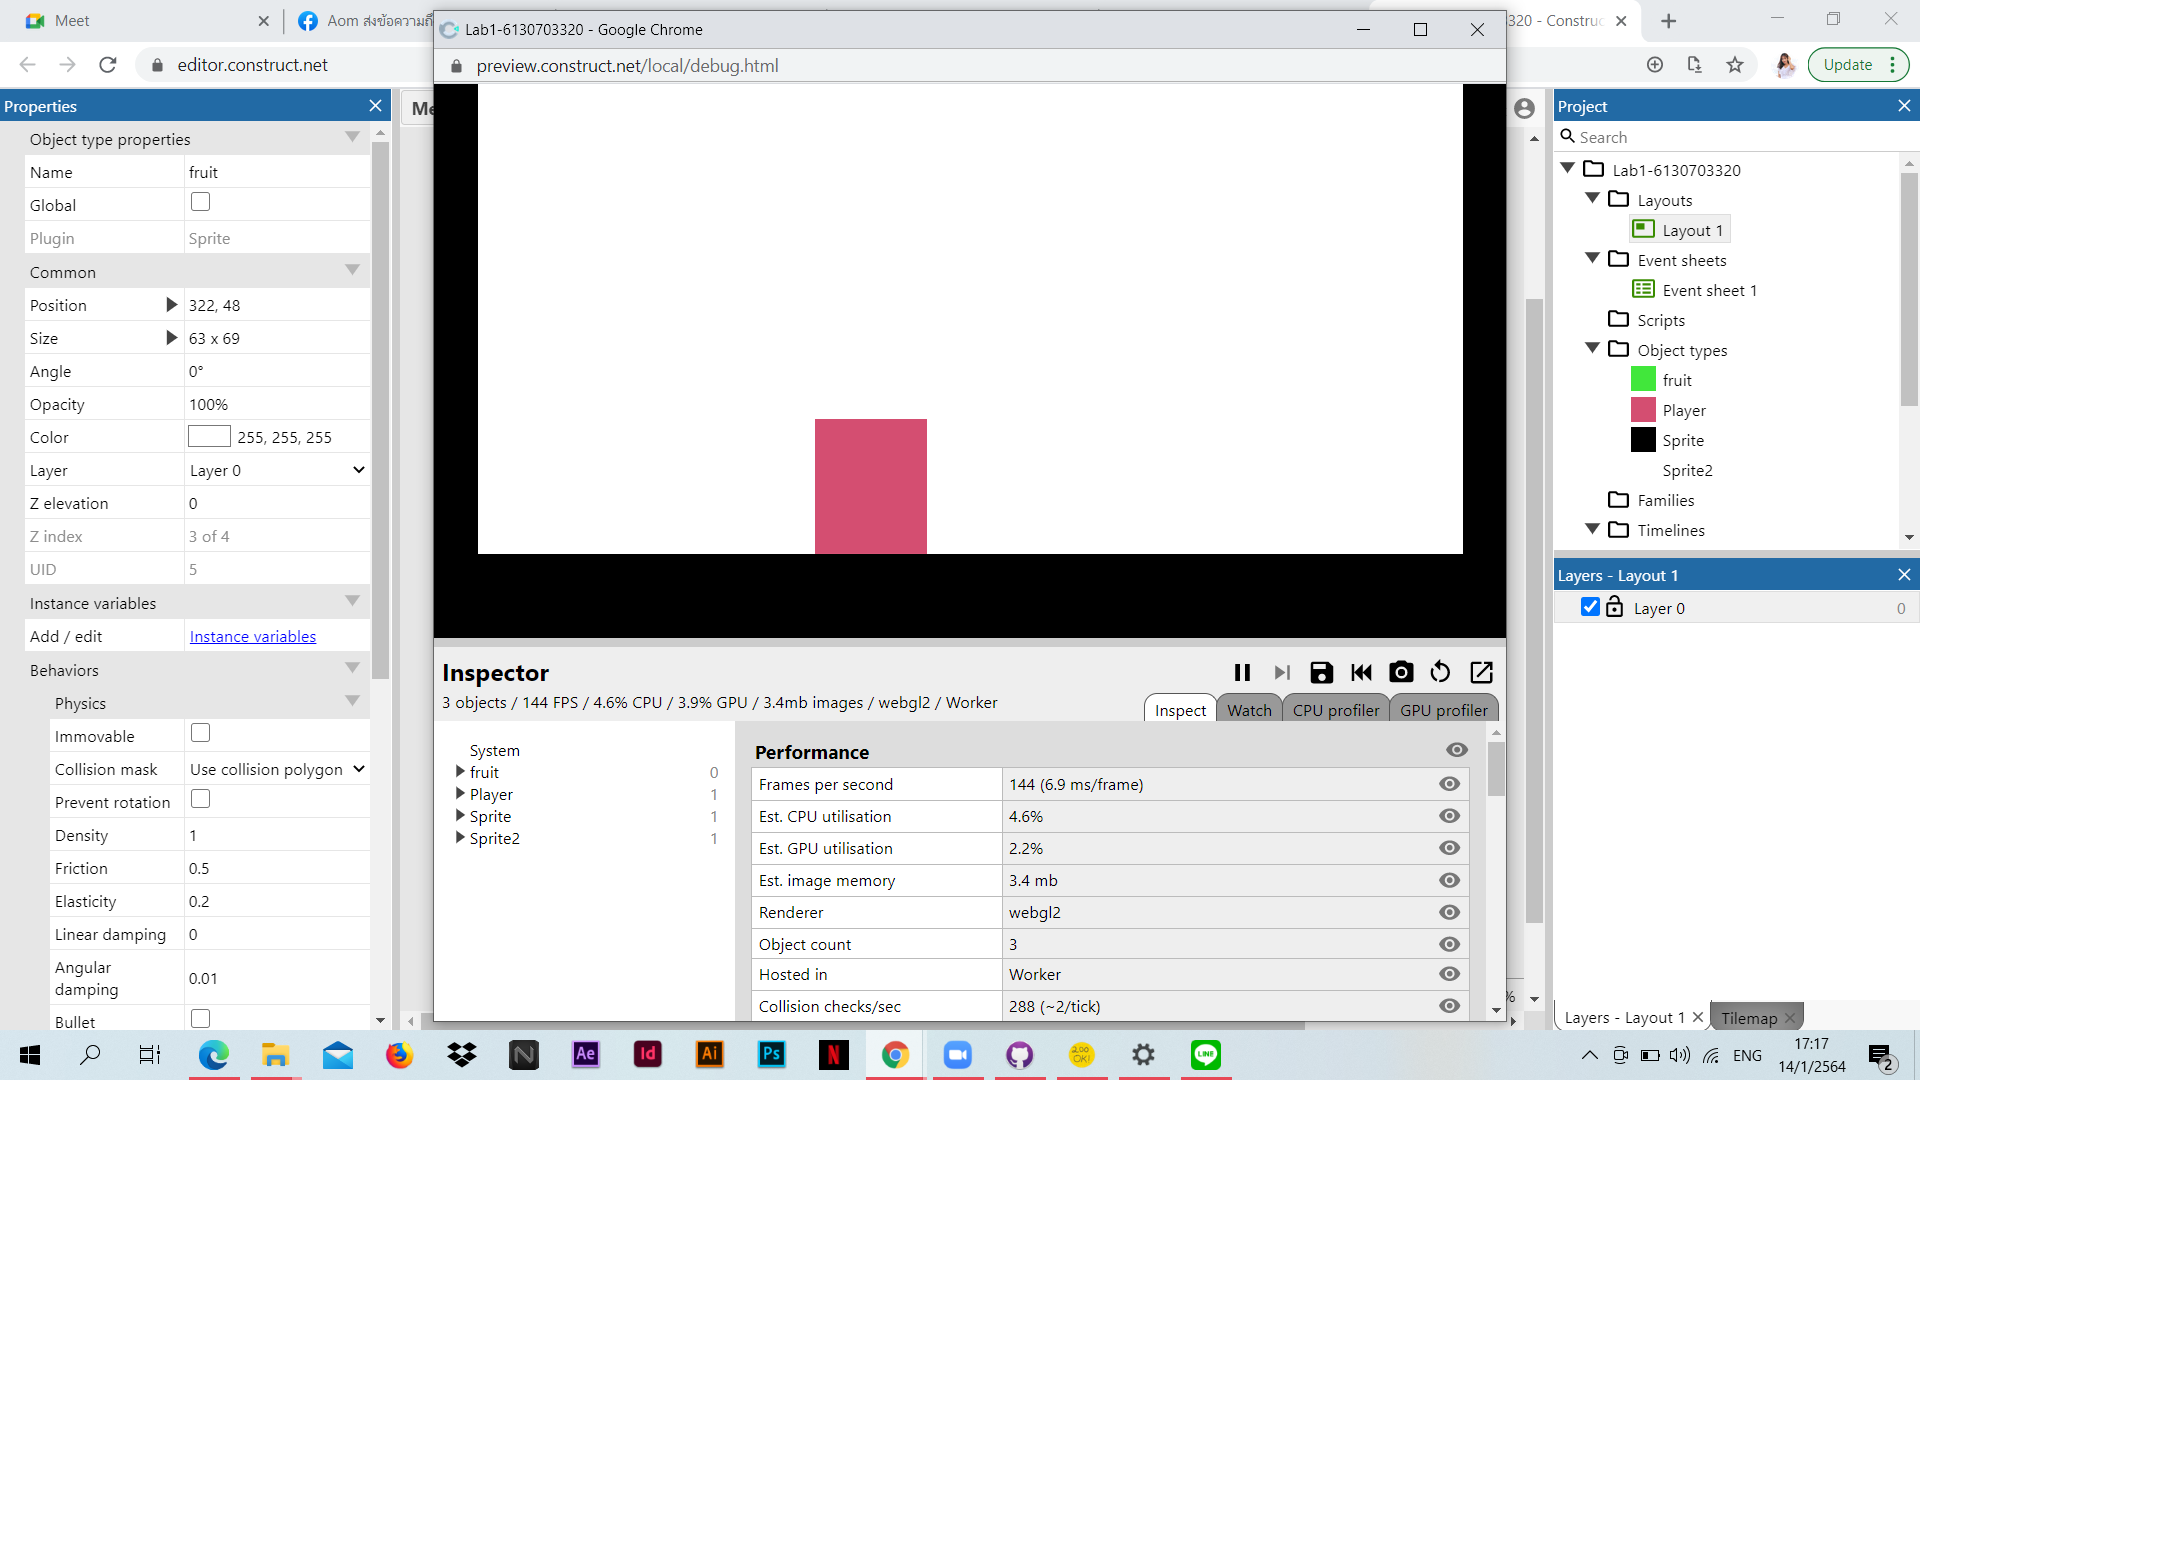 Meet
Aom ส่งข้อความถึ
320 - Construc
Lab1-6130703320 - Google Chrome
editor.construct.net
preview.construct.net/local/debug.html
Update
Properties
Me
Object type properties
Name fruit
Global
Plugin Sprite
Common
Position 322, 48
Size 63 x 69
Angle 0°
Opacity 100%
Color 255, 255, 255
Layer Layer 0
Z elevation 0
Z index 3 of 4
UID 5
Instance variables
Add / edit Instance variables
Behaviors
Physics
Immovable
Collision mask Use collision polygon
Prevent rotation
Density 1
Friction 0.5
Elasticity 0.2
Linear damping 0
Angular
damping 0.01
Bullet
Inspector
3 objects / 144 FPS / 4.6% CPU / 3.9% GPU / 3.4mb images / webgl2 / Worker
Inspect Watch CPU profiler GPU profiler
System
fruit 0
Player 1
Sprite 1
Sprite2 1
Performance
Frames per second 144 (6.9 ms/frame)
Est. CPU utilisation 4.6%
Est. GPU utilisation 2.2%
Est. image memory 3.4 mb
Renderer webgl2
Object count 3
Hosted in Worker
Collision checks/sec 288 (~2/tick)
%
Project
Search
Lab1-6130703320
Layouts
Layout 1
Event sheets
Event sheet 1
Scripts
Object types
fruit
Player
Sprite
Sprite2
Families
Timelines
Layers - Layout 1
Layer 0 0
Layers - Layout 1 Tilemap
Ae Id Ai Ps N
LINE
ENG
17:17
14/1/2564
2